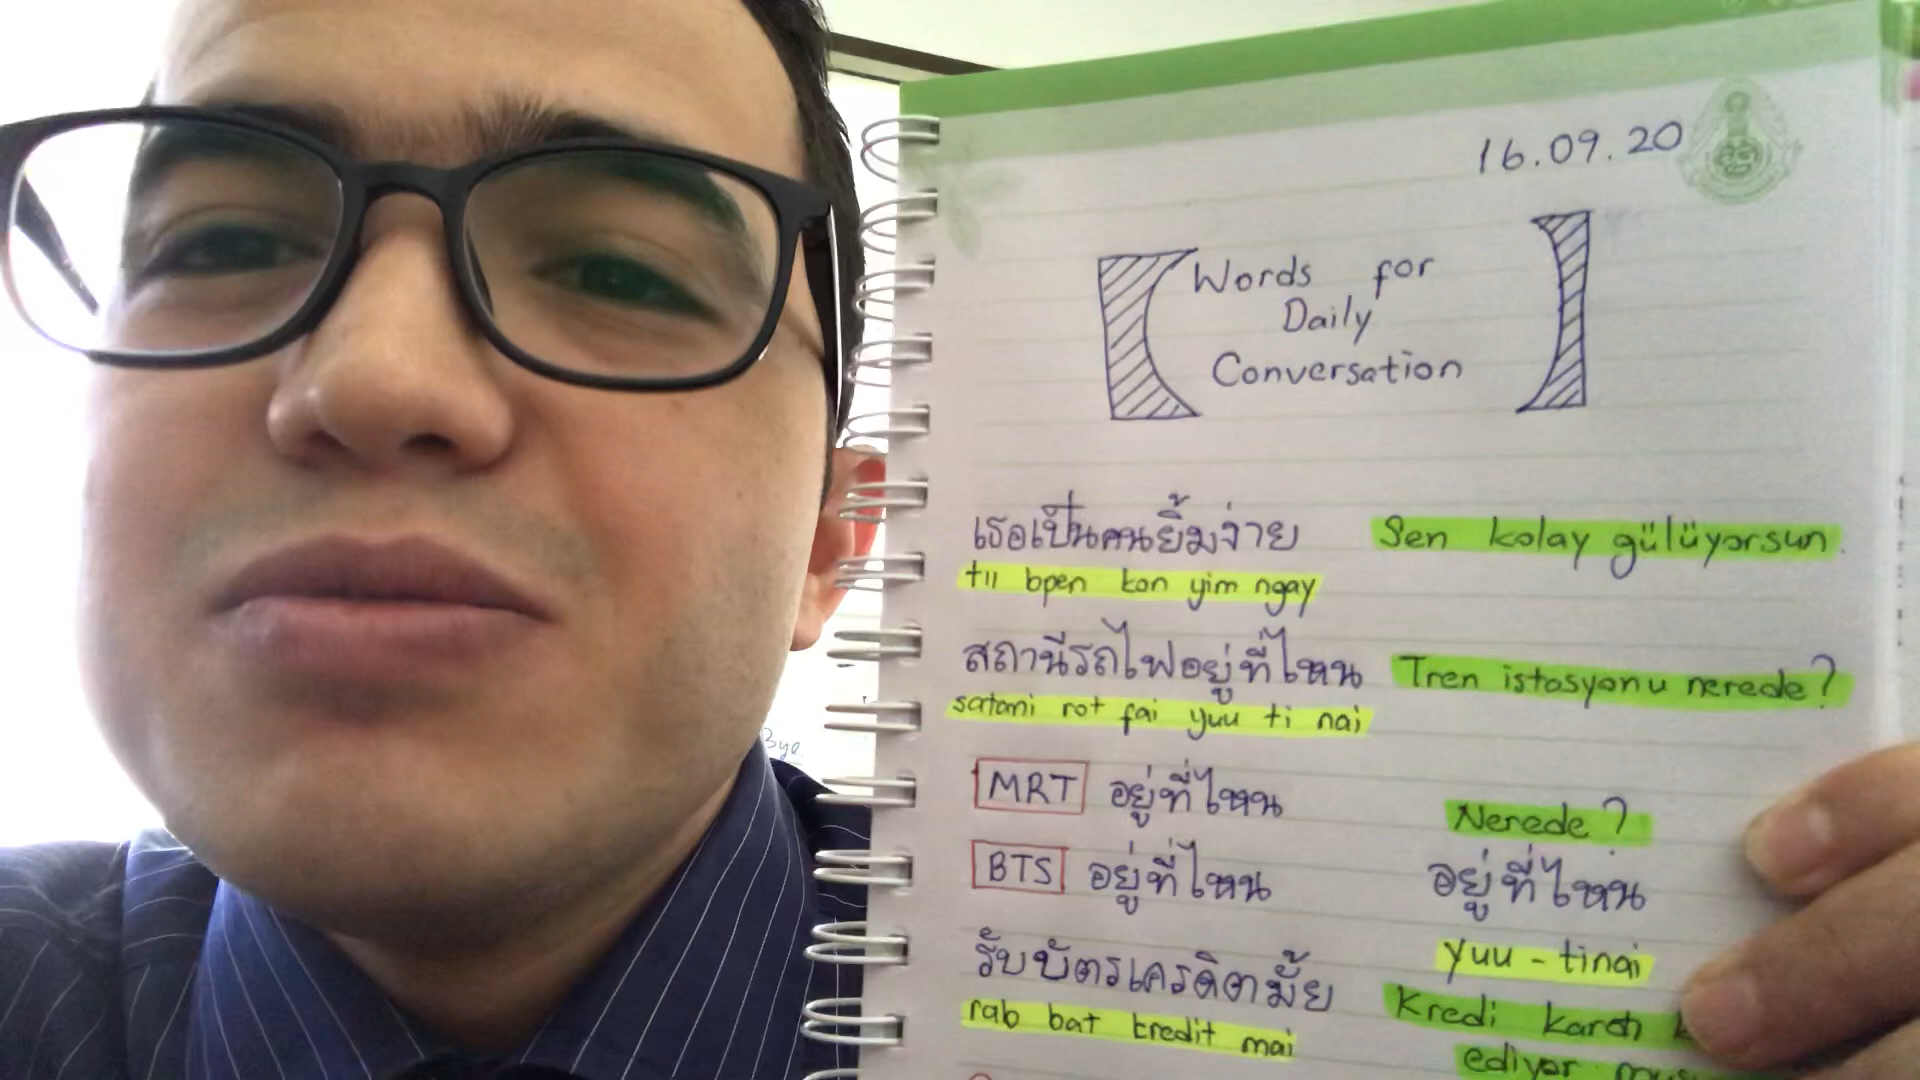 16.09.20
Words for
Daily
Conversation
เธอเป็นคนยิ้มง่าย Sen kolay gülüyorsun.
tıı bpen kon yim ngay
สถานีรถไฟอยู่ที่ไหน Tren istasyonu nerede?
satani rot fai yuu ti nai
MRT อยู่ที่ไหน Nerede?
BTS อยู่ที่ไหน อยู่ที่ไหน
yuu - tinai
รับบัตรเครดิตมั้ย Kredi kartı
rab bat kredit mai ediyor
Bye